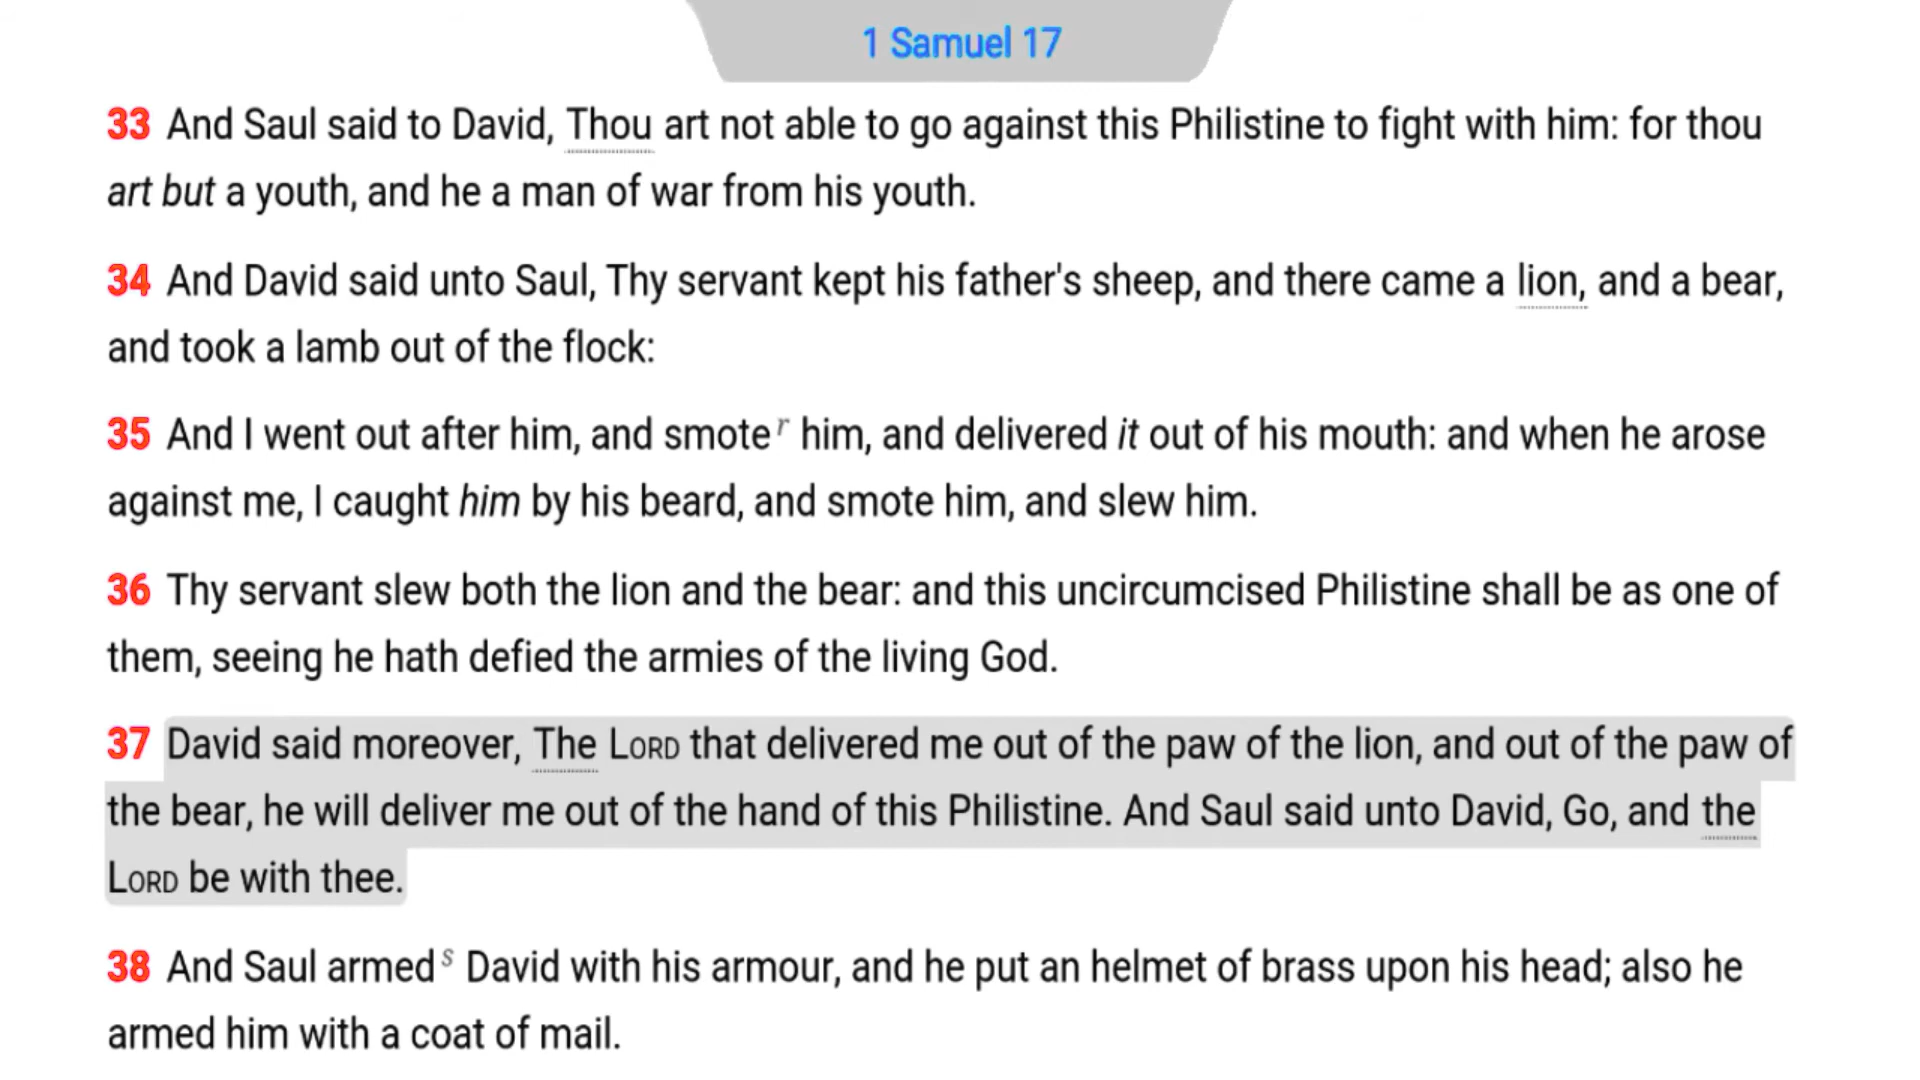 1 Samuel 17
33 And Saul said to David, Thou art not able to go against this Philistine to fight with him: for thou
art but a youth, and he a man of war from his youth.
34 And David said unto Saul, Thy servant kept his father's sheep, and there came a lion, and a bear,
and took a lamb out of the flock:
35 And I went out after him, and smote r him, and delivered it out of his mouth: and when he arose
against me, I caught him by his beard, and smote him, and slew him.
36 Thy servant slew both the lion and the bear: and this uncircumcised Philistine shall be as one of
them, seeing he hath defied the armies of the living God.
37 David said moreover, The LORD that delivered me out of the paw of the lion, and out of the paw of
the bear, he will deliver me out of the hand of this Philistine. And Saul said unto David, Go, and the
LORD be with thee.
38 And Saul armed s David with his armour, and he put an helmet of brass upon his head; also he
armed him with a coat of mail.